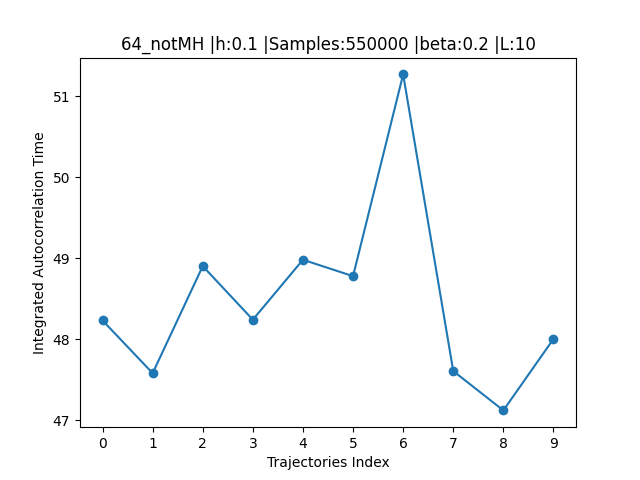 64_notMH |h:0.1 |Samples:550000 |beta:0.2 |L:10
Integrated Autocorrelation Time
51
50
49
48
47
0 1 2 3 4 5 6 7 8 9
Trajectories Index